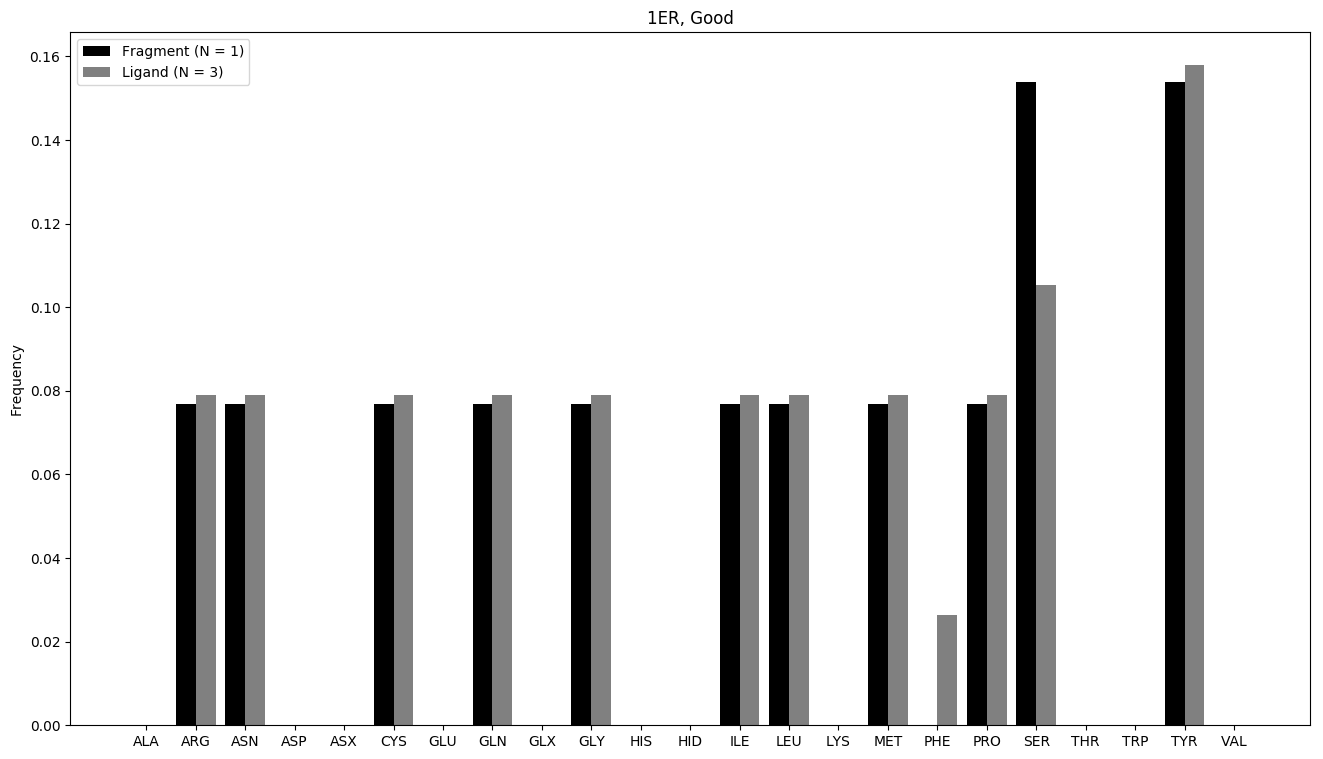 1ER, Good
Fragment (N = 1)
Ligand (N = 3)
Frequency
0.16
0.14
0.12
0.10
0.08
0.06
0.04
0.02
0.00
ALA ARG ASN ASP ASX CYS GLU GLN GLX GLY HIS HID ILE LEU LYS MET PHE PRO SER THR TRP TYR VAL